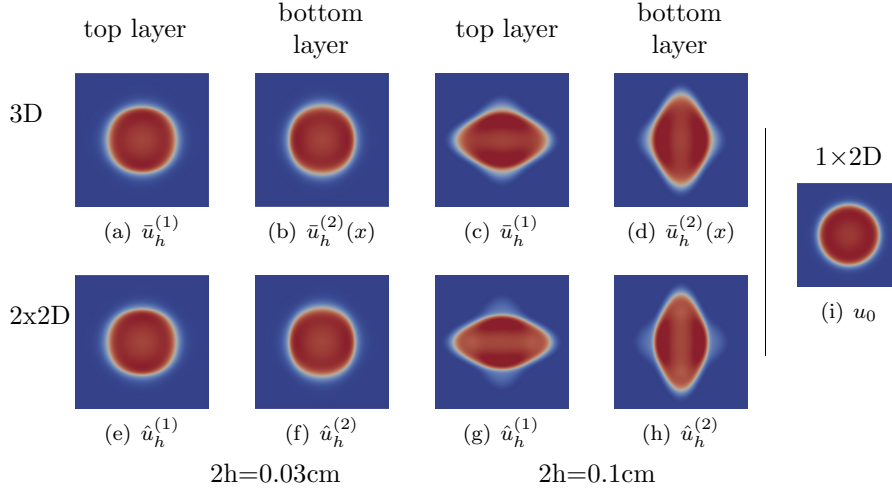 top layer
bottom
layer
top layer
bottom
layer
3D
(a) ū_h^(1)
(b) ū_h^(2)(x)
(c) ū_h^(1)
(d) ū_h^(2)(x)
1×2D
(i) u_0
2x2D
(e) û_h^(1)
(f) û_h^(2)
(g) û_h^(1)
(h) û_h^(2)
2h=0.03cm
2h=0.1cm